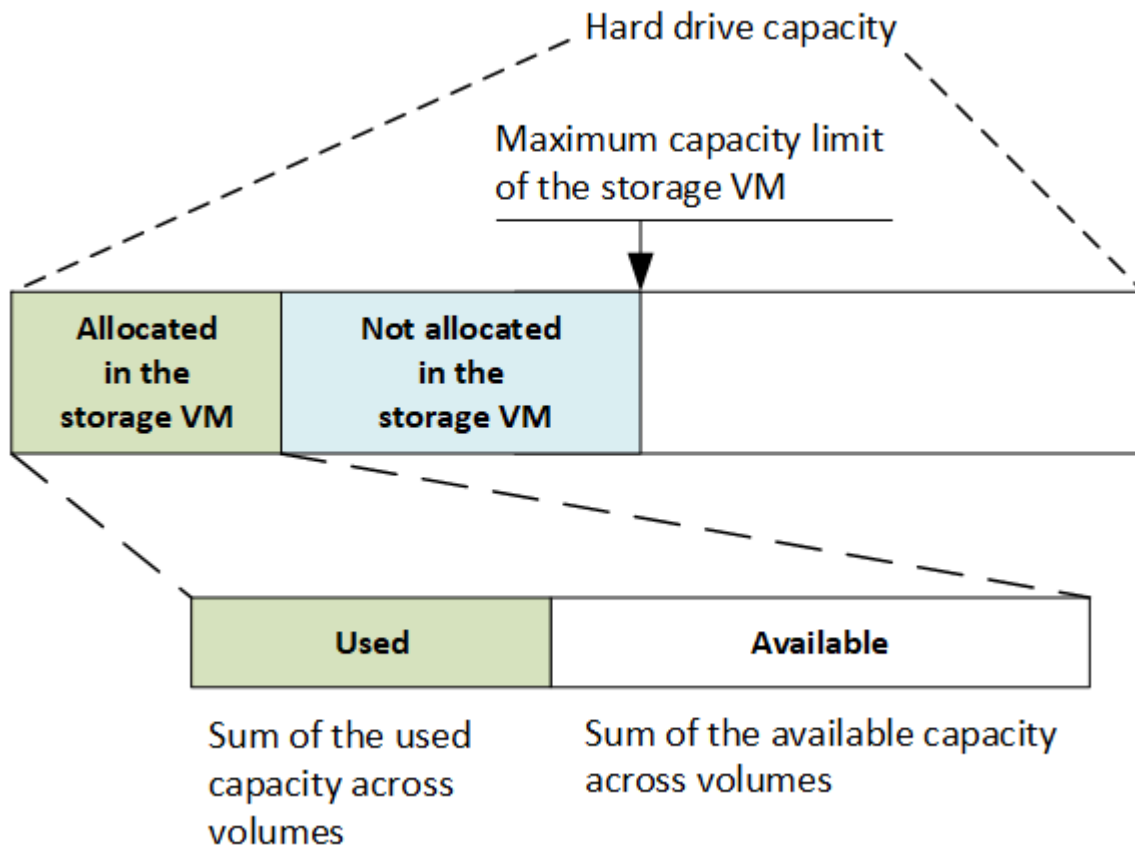 Hard drive capacity
Maximum capacity limit
of the storage VM
Allocated
in the
storage VM
Not allocated
in the
storage VM
Used
Available
Sum of the used
capacity across
volumes
Sum of the available capacity
across volumes